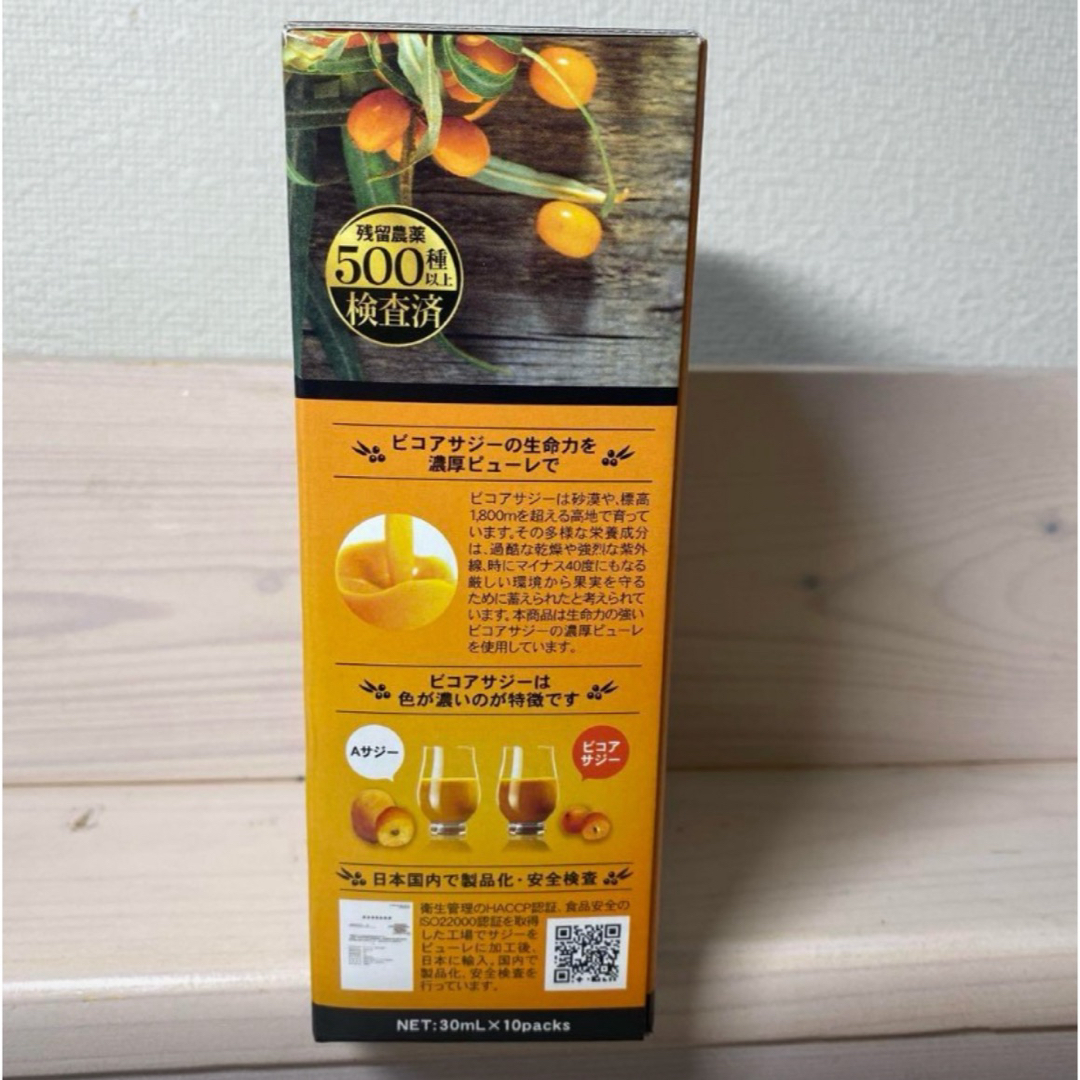 残留農薬
500種以上
検査済
ビコアサジーの生命力を
濃厚ピューレで
ビコアサジーは砂漠や、標高
1,800mを超える高地で育って
います。その多様な栄養成分
は、過酷な乾燥や強烈な紫外
線、時にマイナス40度にもなる
厳しい環境から果実を守る
ために蓄えられたと考えられて
います。本商品は生命力の強い
ビコアサジーの濃厚ピューレ
を使用しています。
ビコアサジーは
色が濃いのが特徴です
Aサジー
ビコア
サジー
日本国内で製品化・安全検査
衛生管理のHACCP認証、食品安全の
ISO22000認証を取得
した工場でサジーを
ピューレに加工後、
日本に輸入。国内で
製品化、安全検査を
行っています。
NET:30mL×10packs